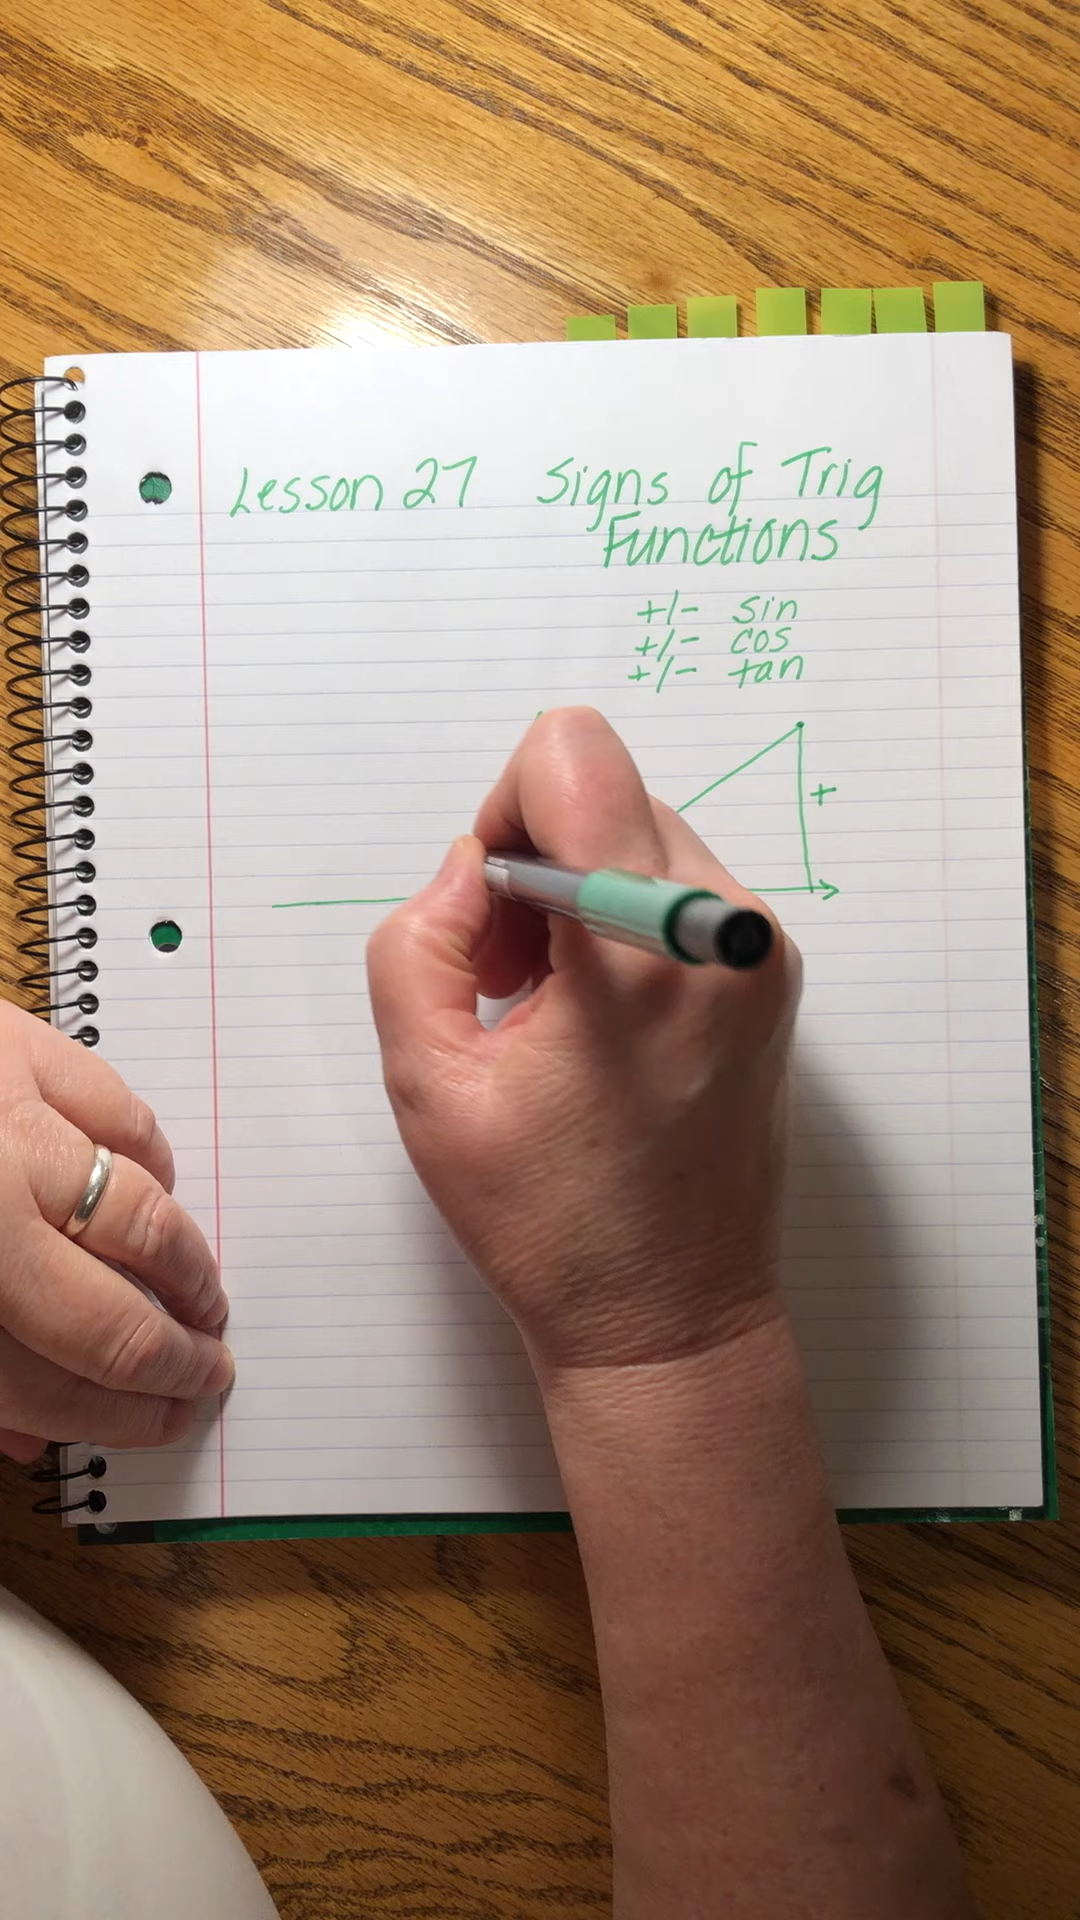 Lesson 27 Signs of Trig
Functions
+/- sin
+/- cos
+/- tan
+